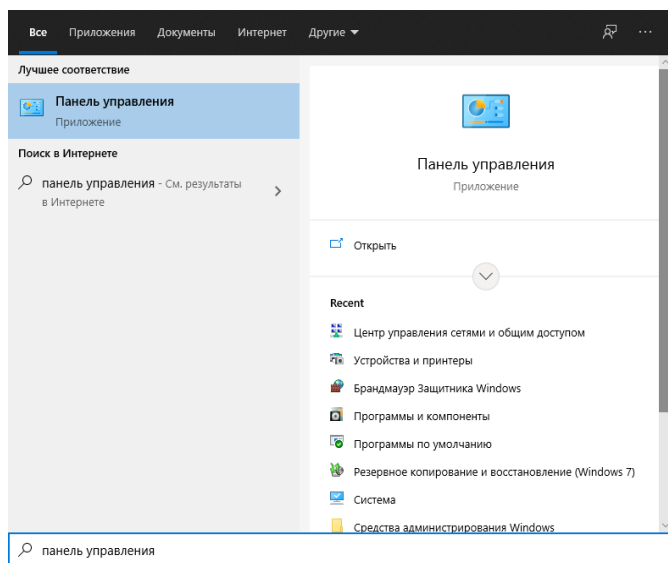 Все Приложения Документы Интернет Другие
Лучшее соответствие
Панель управления
Приложение
Поиск в Интернете
панель управления - См. результаты
в Интернете
Панель управления
Приложение
Открыть
Recent
Центр управления сетями и общим доступом
Устройства и принтеры
Брандмауэр Защитника Windows
Программы и компоненты
Программы по умолчанию
Резервное копирование и восстановление (Windows 7)
Система
Средства администрирования Windows
панель управления